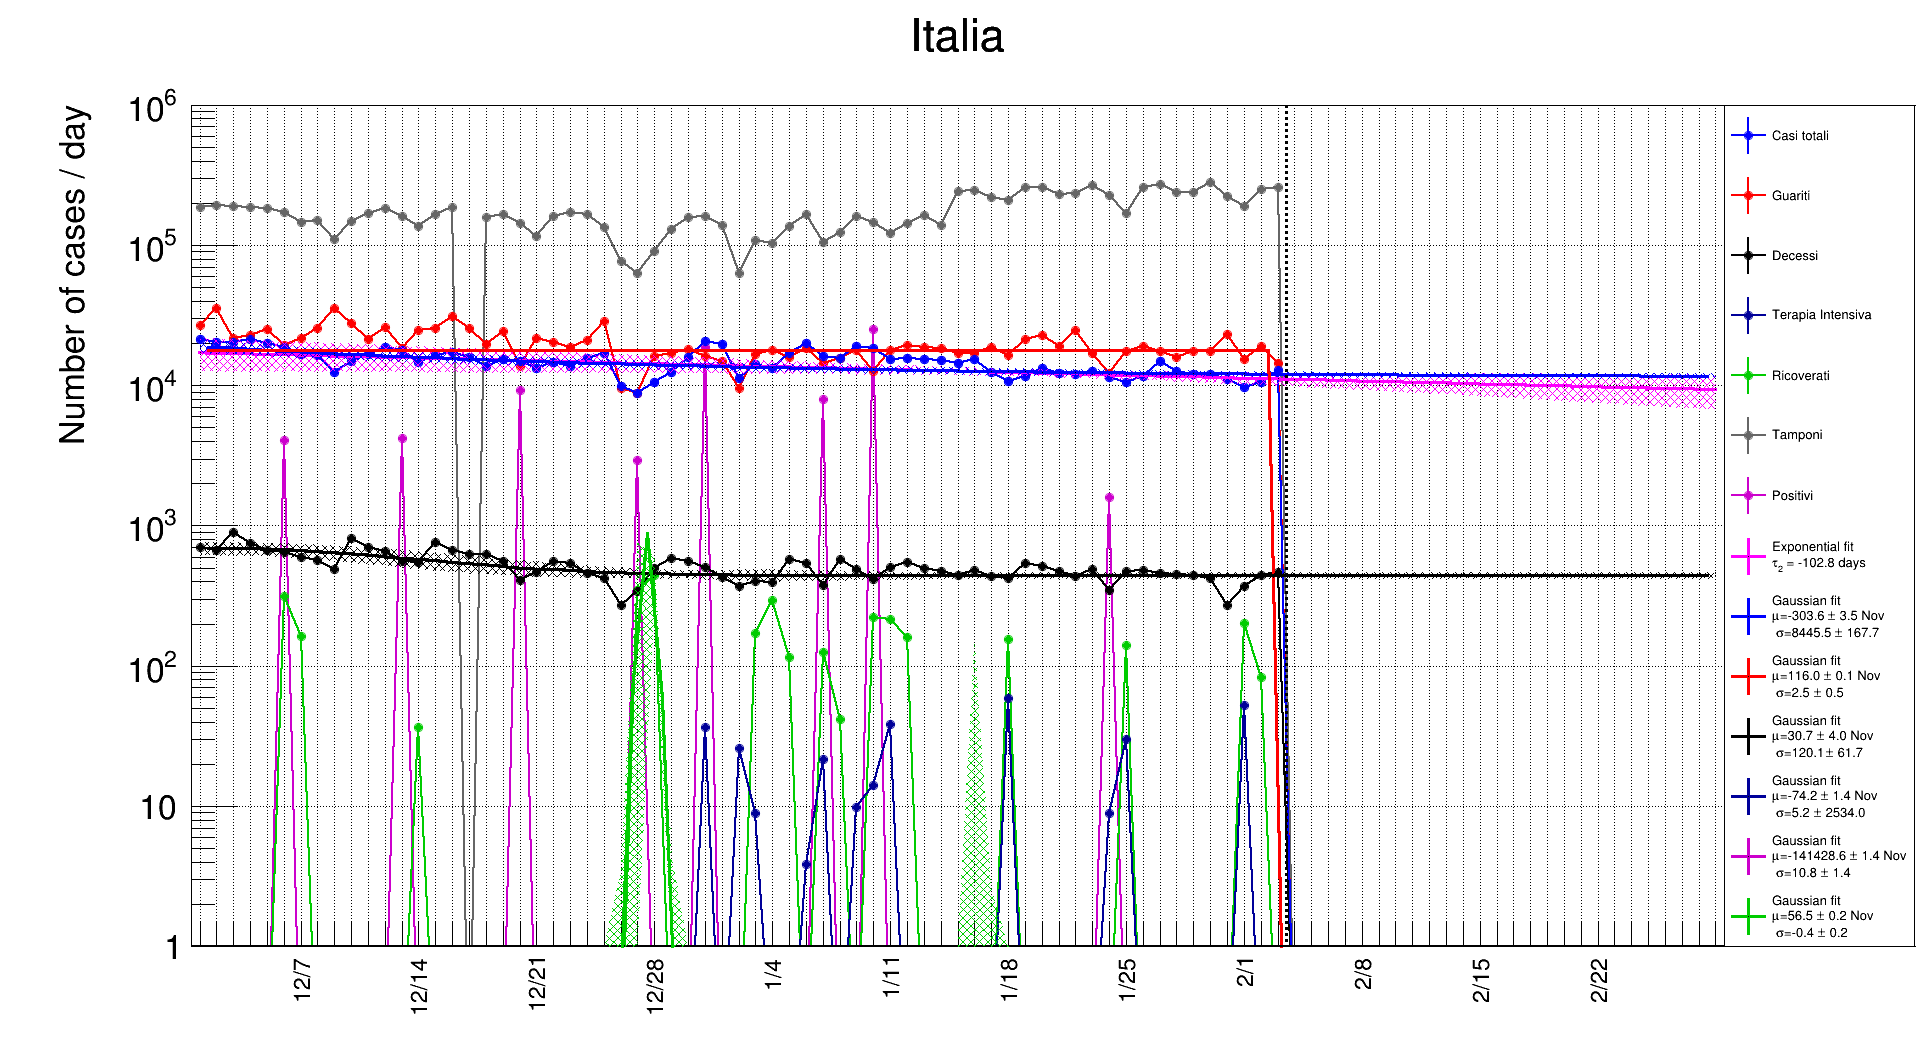 Italia
Number of cases / day
10^6
10^5
10^4
10^3
10^2
10
1
12/7
12/14
12/21
12/28
1/4
1/11
1/18
1/25
2/1
2/8
2/15
2/22
Casi totali
Guariti
Decessi
Terapia Intensiva
Ricoverati
Tamponi
Positivi
Exponential fit
τ_2 = -102.8 days
Gaussian fit
μ=-303.6 ± 3.5 Nov
σ=8445.5 ± 167.7
Gaussian fit
μ=116.0 ± 0.1 Nov
σ=2.5 ± 0.5
Gaussian fit
μ=30.7 ± 4.0 Nov
σ=120.1 ± 61.7
Gaussian fit
μ=-74.2 ± 1.4 Nov
σ=5.2 ± 2534.0
Gaussian fit
μ=-141428.6 ± 1.4 Nov
σ=10.8 ± 1.4
Gaussian fit
μ=56.5 ± 0.2 Nov
σ=-0.4 ± 0.2